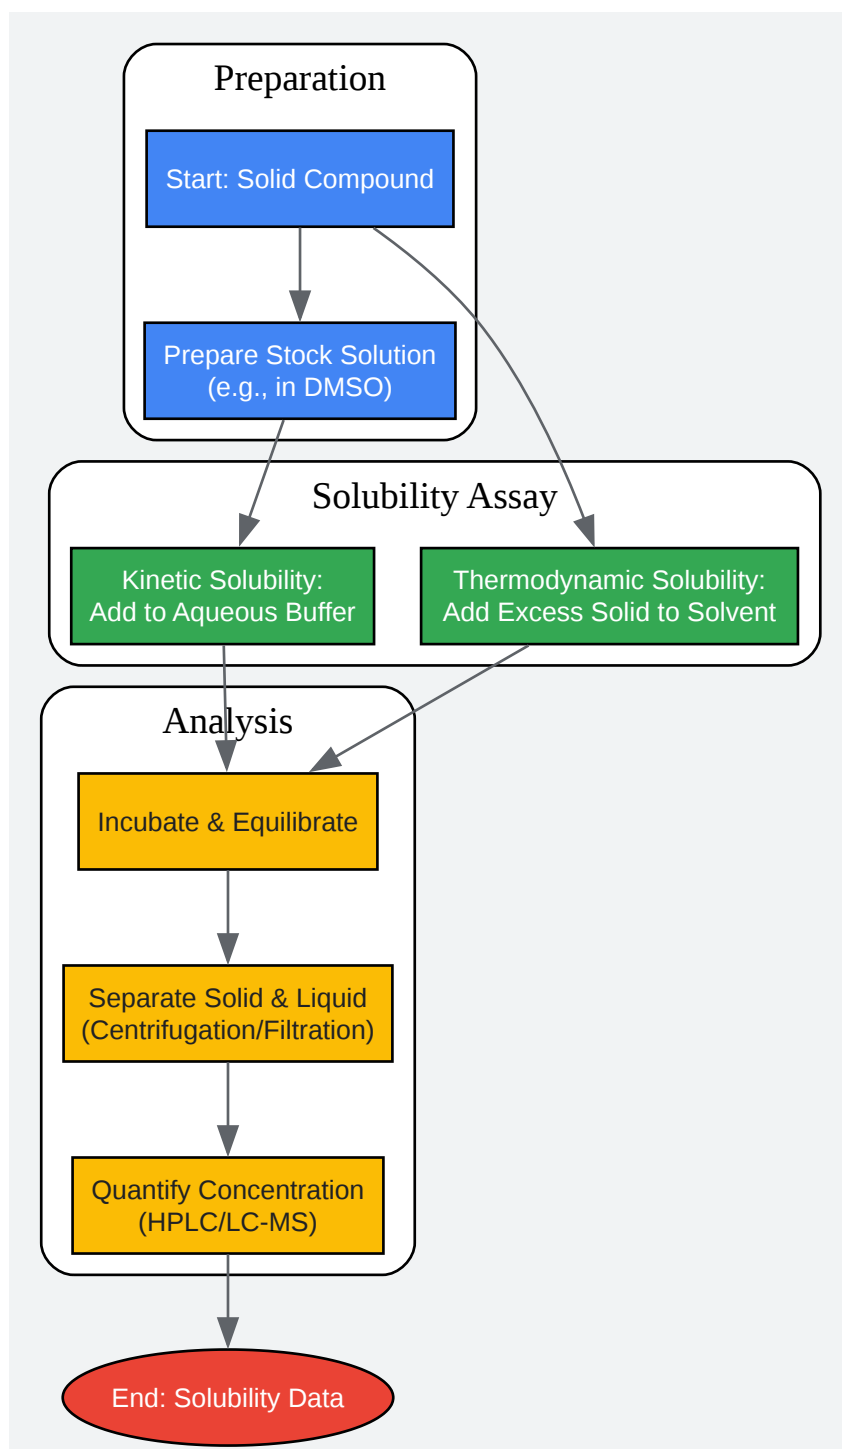 Preparation
Start: Solid Compound
Prepare Stock Solution
(e.g., in DMSO)
Solubility Assay
Kinetic Solubility:
Add to Aqueous Buffer
Thermodynamic Solubility:
Add Excess Solid to Solvent
Analysis
Incubate & Equilibrate
Separate Solid & Liquid
(Centrifugation/Filtration)
Quantify Concentration
(HPLC/LC-MS)
End: Solubility Data